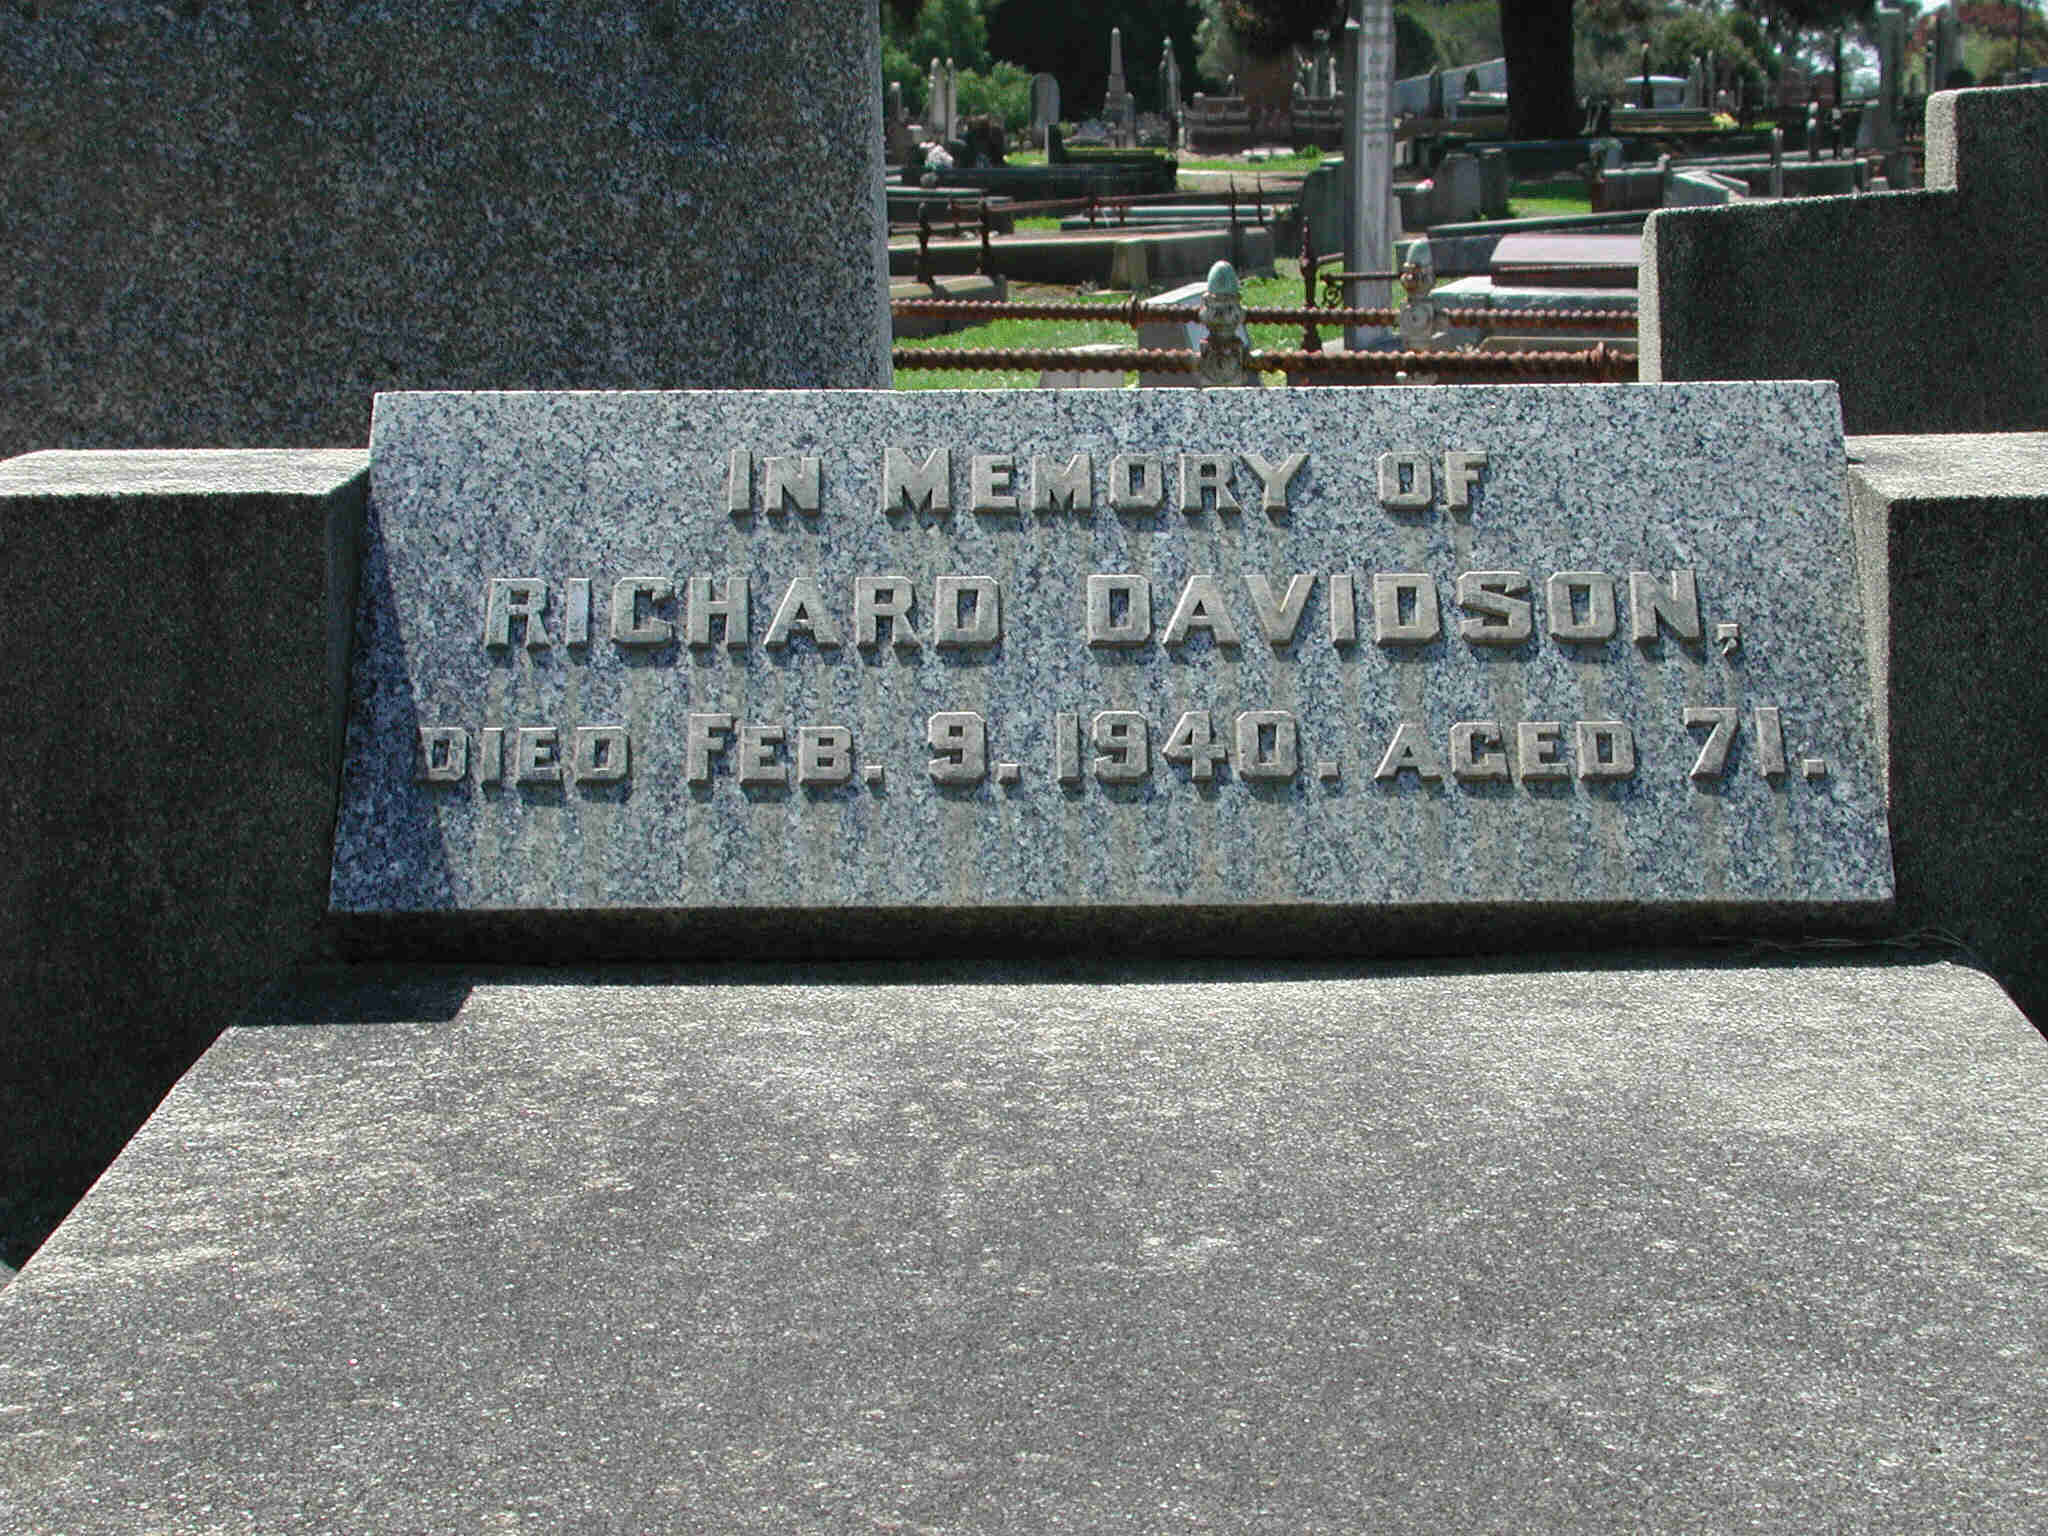 IN MEMORY OF
RICHARD DAVIDSON,
DIED FEB. 9. 1940. AGED 71.